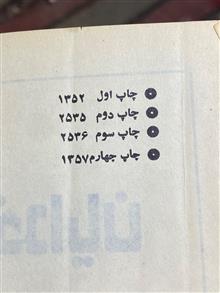 چاپ اول ۱۳۵۲
چاپ دوم ۲۵۳۵
چاپ سوم ۲۵۳۶
چاپ چهارم ۱۳۵۷